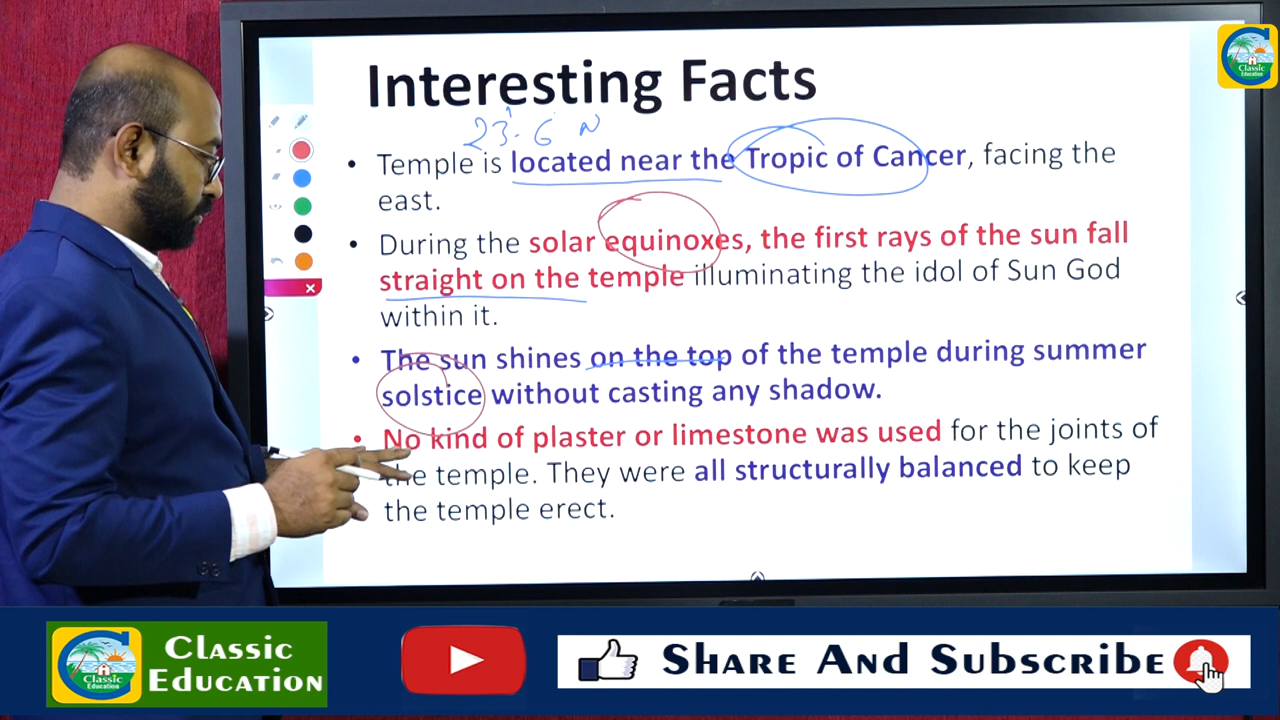 Classic
Education
Interesting Facts
23°. 6' N
• Temple is located near the Tropic of Cancer, facing the
east.
• During the solar equinoxes, the first rays of the sun fall
straight on the temple illuminating the idol of Sun God
within it.
• The sun shines on the top of the temple during summer
solstice without casting any shadow.
• No kind of plaster or limestone was used for the joints of
the temple. They were all structurally balanced to keep
the temple erect.
Classic
Education
Classic
Education
Share And Subscribe